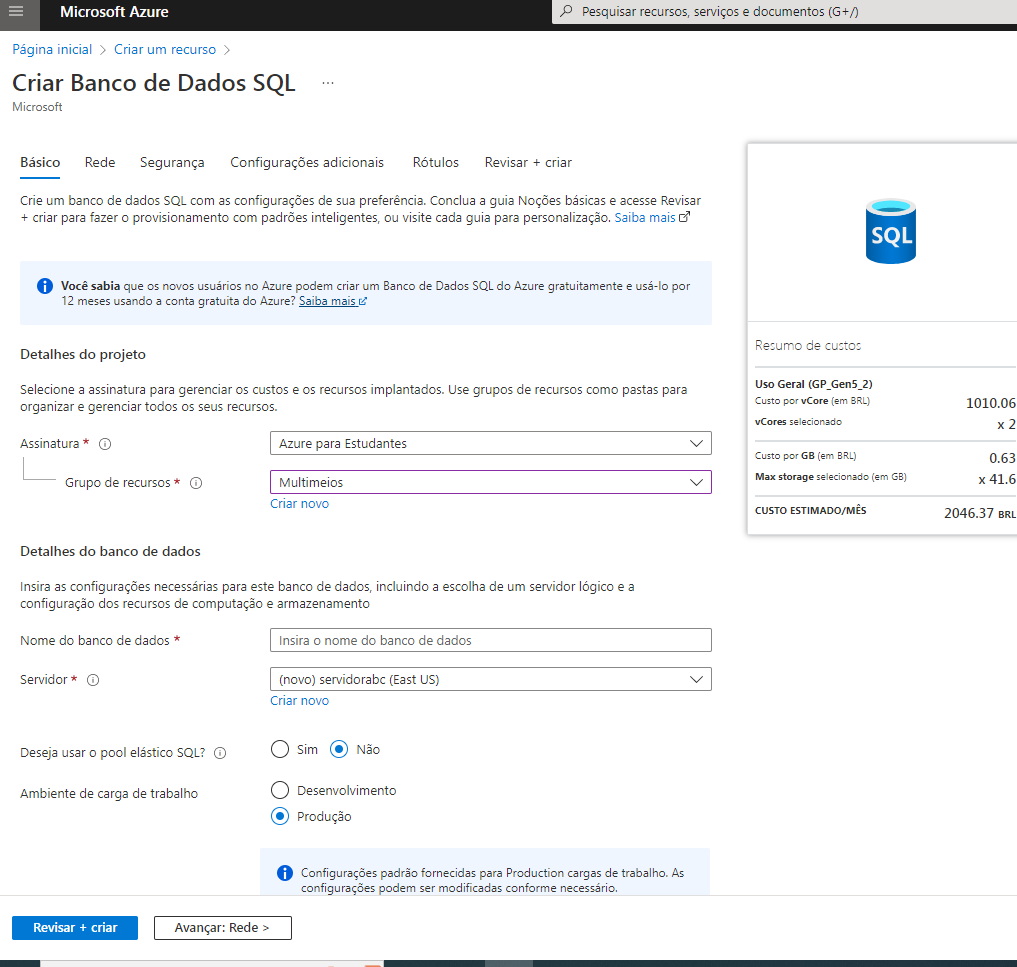 Microsoft Azure
Pesquisar recursos, serviços e documentos (G+/)
Página inicial > Criar um recurso >
Criar Banco de Dados SQL ...
Microsoft
Básico Rede Segurança Configurações adicionais Rótulos Revisar + criar
Crie um banco de dados SQL com as configurações de sua preferência. Conclua a guia Noções básicas e acesse Revisar
+ criar para fazer o provisionamento com padrões inteligentes, ou visite cada guia para personalização. Saiba mais
Você sabia que os novos usuários no Azure podem criar um Banco de Dados SQL do Azure gratuitamente e usá-lo por
12 meses usando a conta gratuita do Azure? Saiba mais
Detalhes do projeto
Selecione a assinatura para gerenciar os custos e os recursos implantados. Use grupos de recursos como pastas para
organizar e gerenciar todos os seus recursos.
Assinatura *
Azure para Estudantes
Grupo de recursos *
Multimeios
Criar novo
Detalhes do banco de dados
Insira as configurações necessárias para este banco de dados, incluindo a escolha de um servidor lógico e a
configuração dos recursos de computação e armazenamento
Nome do banco de dados *
Insira o nome do banco de dados
Servidor *
(novo) servidorabc (East US)
Criar novo
Deseja usar o pool elástico SQL?
Sim Não
Ambiente de carga de trabalho
Desenvolvimento
Produção
Configurações padrão fornecidas para Production cargas de trabalho. As
configurações podem ser modificadas conforme necessário.
Revisar + criar
Avançar: Rede >
SQL
Resumo de custos
Uso Geral (GP_Gen5_2)
Custo por vCore (em BRL) 1010.06
vCores selecionado x 2
Custo por GB (em BRL) 0.63
Max storage selecionado (em GB) x 41.6
CUSTO ESTIMADO/MÊS 2046.37 BRL